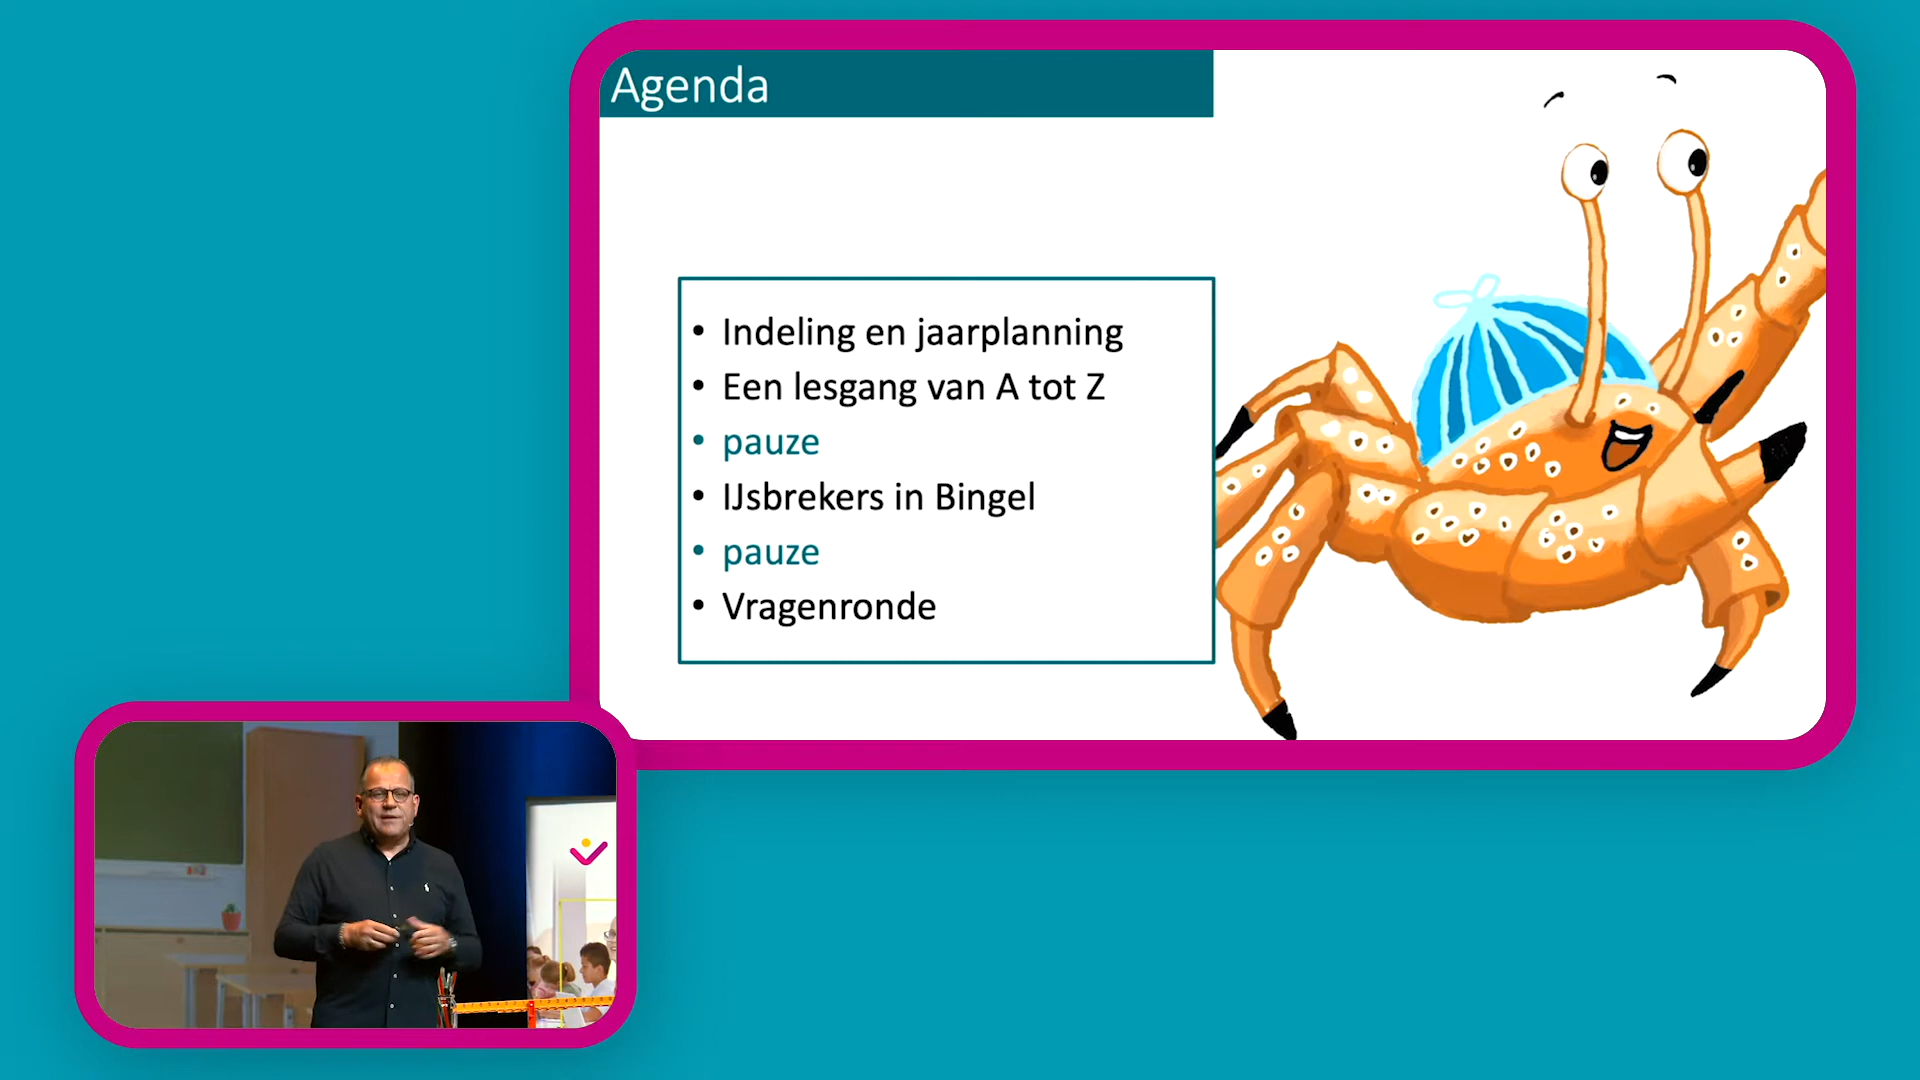 Agenda
• Indeling en jaarplanning
• Een lesgang van A tot Z
• pauze
• IJsbrekers in Bingel
• pauze
• Vragenronde